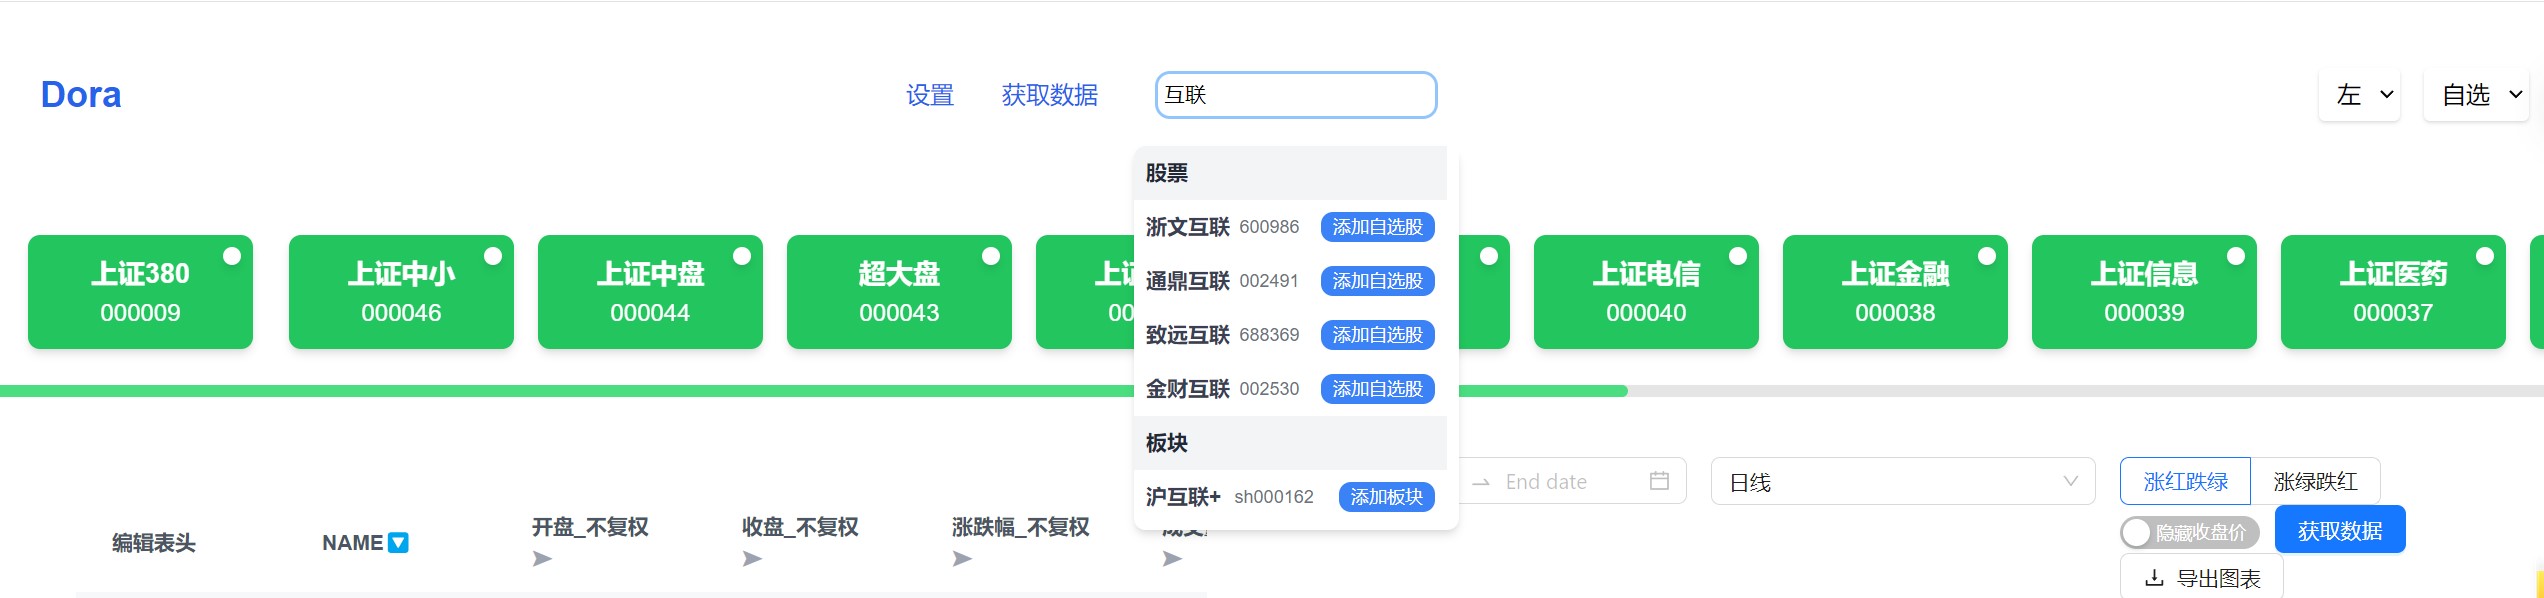 Dora
设置
获取数据
互联
左
自选
股票
浙文互联 600986 添加自选股
通鼎互联 002491 添加自选股
致远互联 688369 添加自选股
金财互联 002530 添加自选股
板块
沪互联+ sh000162 添加板块
上证380
000009
上证中小
000046
上证中盘
000044
超大盘
000043
上证
00
上证电信
000040
上证金融
000038
上证信息
000039
上证医药
000037
End date
日线
涨红跌绿
涨绿跌红
隐藏收盘价
获取数据
导出图表
编辑表头
NAME
开盘_不复权
收盘_不复权
涨跌幅_不复权